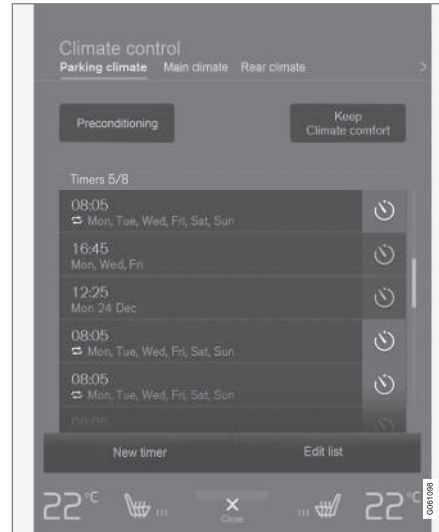 Climate control
Parking climate Main climate Rear climate >
Preconditioning
Keep
Climate comfort
Timers 5/8
08:05
Mon, Tue, Wed, Fri, Sat, Sun
16:45
Mon, Wed, Fri
12:25
Mon 24 Dec
08:05
Mon, Tue, Wed, Fri, Sat, Sun
08:05
Mon, Tue, Wed, Fri, Sat, Sun
08:05
New timer Edit list
22°C 22°C
Close
G061098